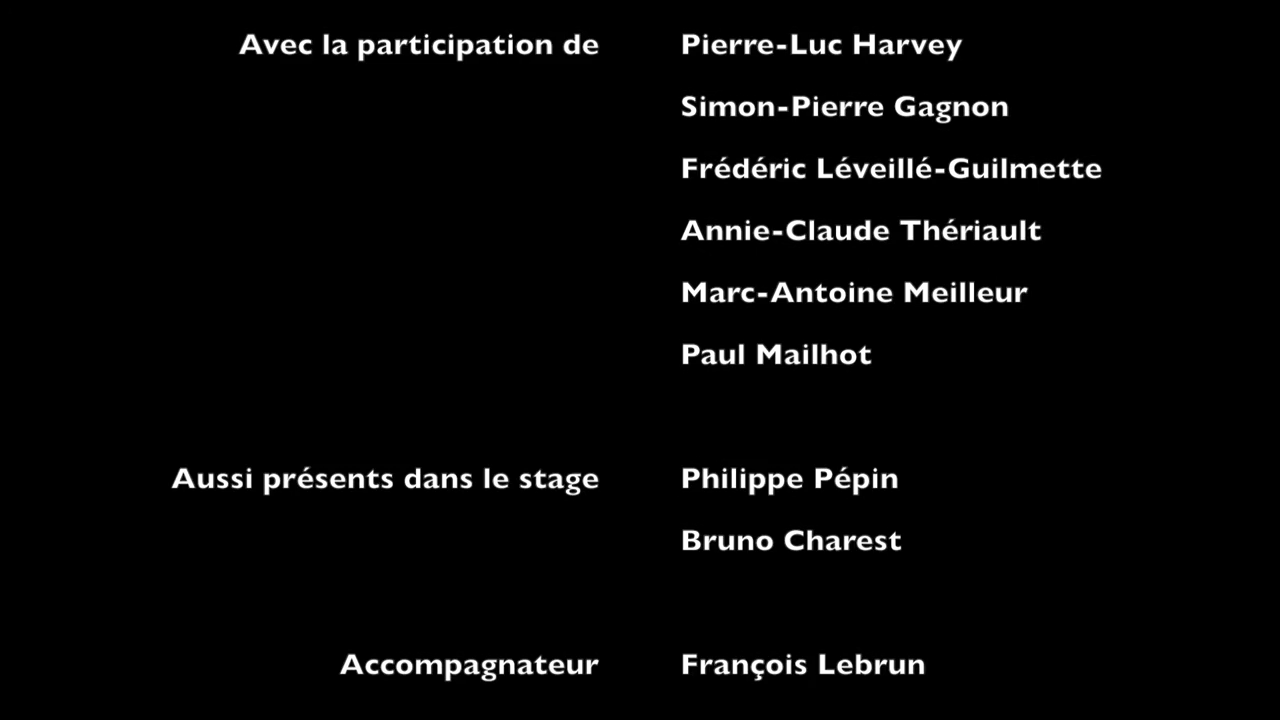 Avec la participation de Pierre-Luc Harvey
Simon-Pierre Gagnon
Frédéric Léveillé-Guilmette
Annie-Claude Thériault
Marc-Antoine Meilleur
Paul Mailhot
Aussi présents dans le stage Philippe Pépin
Bruno Charest
Accompagnateur François Lebrun